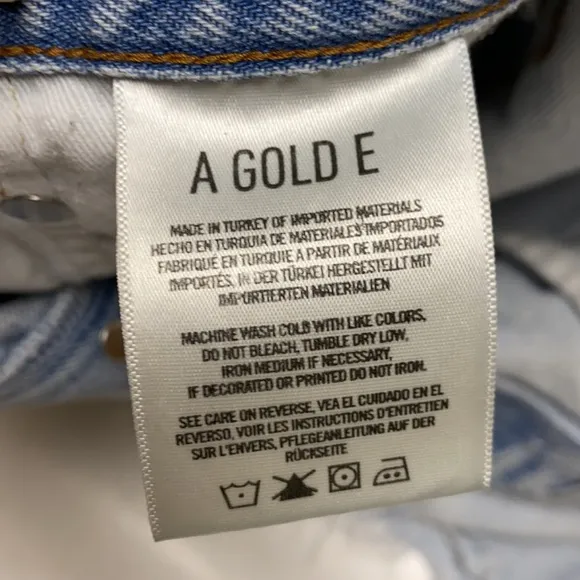 A GOLD E
MADE IN TURKEY OF IMPORTED MATERIALS
HECHO EN TURQUIA DE MATERIALES IMPORTADOS
FABRIQUE EN TURQUIE A PARTIR DE MATÉRIAUX
IMPORTÉS, IN DER TÜRKEI HERGESTELLT MIT
IMPORTIERTEN MATERIALIEN
MACHINE WASH COLD WITH LIKE COLORS,
DO NOT BLEACH, TUMBLE DRY LOW,
IRON MEDIUM IF NECESSARY,
IF DECORATED OR PRINTED DO NOT IRON.
SEE CARE ON REVERSE, VEA EL CUIDADO EN EL
REVERSO, VOIR LES INSTRUCTIONS D'ENTRETIEN
SUR L'ENVERS, PFLEGEANLEITUNG AUF DER
RÜCKSEITE